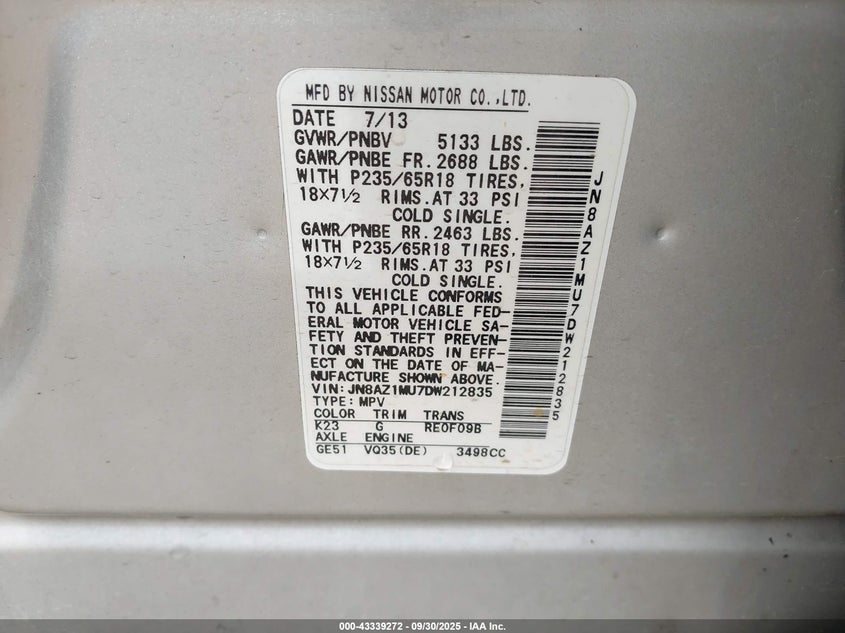 MFD BY NISSAN MOTOR CO.,LTD.
DATE 7/13
GVWR/PNBV 5133 LBS.
GAWR/PNBE FR. 2688 LBS.
WITH P235/65R18 TIRES,
18×7½ RIMS. AT 33 PSI
COLD SINGLE.
GAWR/PNBE RR. 2463 LBS.
WITH P235/65R18 TIRES,
18×7½ RIMS. AT 33 PSI
COLD SINGLE.
THIS VEHICLE CONFORMS
TO ALL APPLICABLE FED-
ERAL MOTOR VEHICLE SA-
FETY AND THEFT PREVEN-
TION STANDARDS IN EFF-
ECT ON THE DATE OF MA-
NUFACTURE SHOWN ABOVE.
VIN: JN8AZ1MU7DW212835
TYPE: MPV
COLOR TRIM TRANS
K23 G RE0F09B
AXLE ENGINE
GE51 VQ35(DE) 3498CC
JN8AZ1MU7DW212835
000-43339272 - 09/30/2025 - IAA Inc.